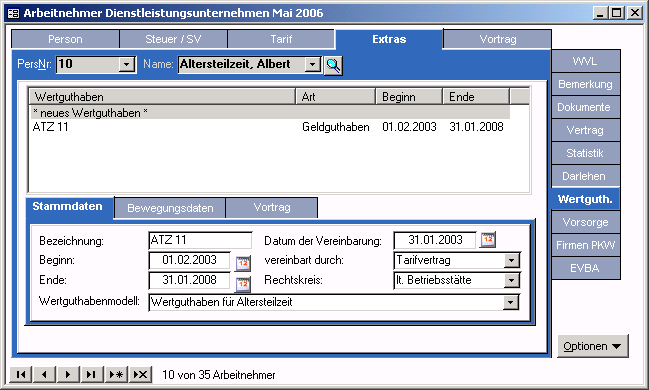 Arbeitnehmer Dienstleistungsunternehmen Mai 2006
Person Steuer / SV Tarif Extras Vortrag
PersNr: 10 Name: Altersteilzeit, Albert
WVL
Bemerkung
Dokumente
Vertrag
Statistik
Darlehen
Wertguth.
Vorsorge
Firmen PKW
EVBA
Wertguthaben Art Beginn Ende
* neues Wertguthaben *
ATZ 11 Geldguthaben 01.02.2003 31.01.2008
Stammdaten Bewegungsdaten Vortrag
Bezeichnung: ATZ 11 Datum der Vereinbarung: 31.01.2003 12
Beginn: 01.02.2003 12 vereinbart durch: Tarifvertrag
Ende: 31.01.2008 12 Rechtskreis: lt. Betriebsstätte
Wertguthabenmodell: Wertguthaben für Altersteilzeit
Optionen
10 von 35 Arbeitnehmer